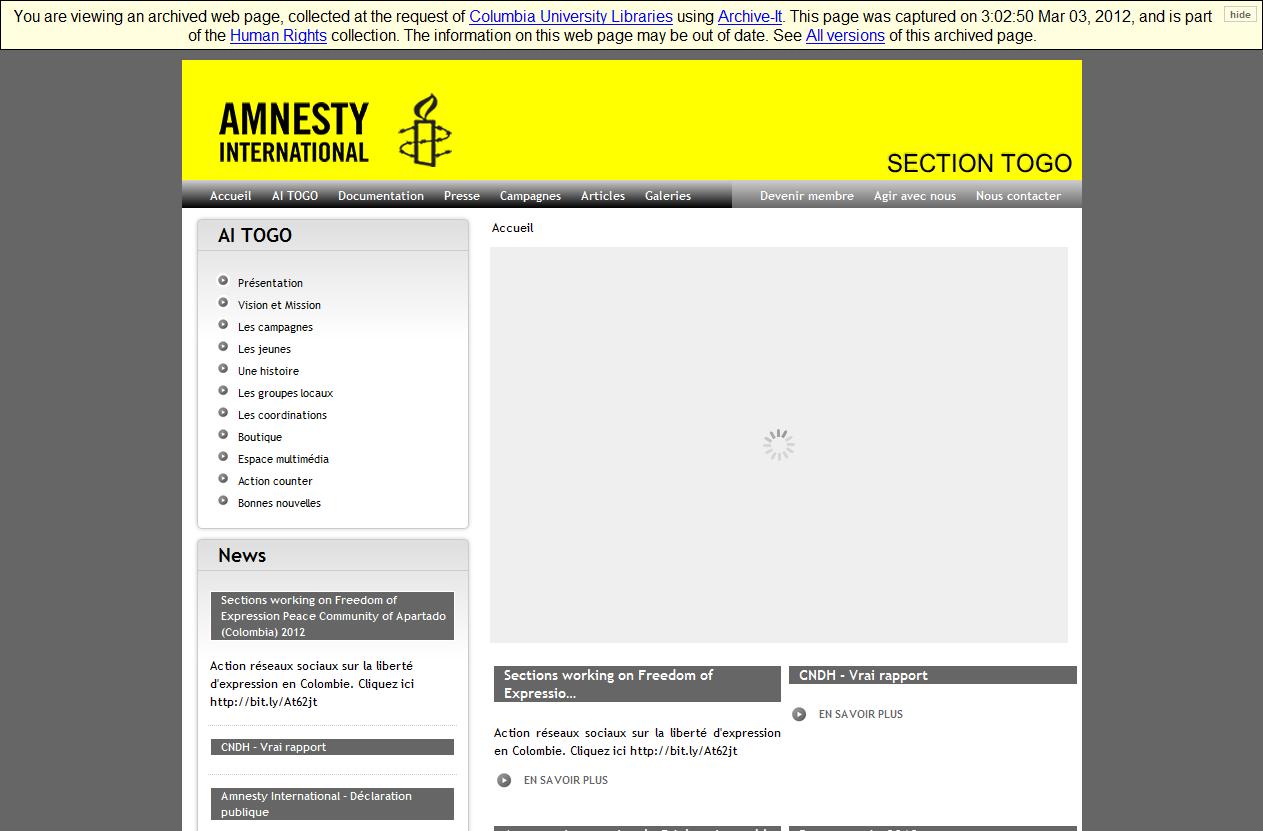 You are viewing an archived web page, collected at the request of Columbia University Libraries using Archive-It. This page was captured on 3:02:50 Mar 03, 2012, and is part
of the Human Rights collection. The information on this web page may be out of date. See All versions of this archived page.
hide
AMNESTY
INTERNATIONAL
SECTION TOGO
Accueil AI TOGO Documentation Presse Campagnes Articles Galeries Devenir membre Agir avec nous Nous contacter
AI TOGO
Présentation
Vision et Mission
Les campagnes
Les jeunes
Une histoire
Les groupes locaux
Les coordinations
Boutique
Espace multimédia
Action counter
Bonnes nouvelles
News
Sections working on Freedom of
Expression Peace Community of Apartado
(Colombia) 2012
Action réseaux sociaux sur la liberté
d'expression en Colombie. Cliquez ici
http://bit.ly/At62jt
CNDH - Vrai rapport
Amnesty International - Déclaration
publique
Accueil
Sections working on Freedom of
Expressio...
Action réseaux sociaux sur la liberté d'expression
en Colombie. Cliquez ici http://bit.ly/At62jt
EN SAVOIR PLUS
CNDH - Vrai rapport
EN SAVOIR PLUS